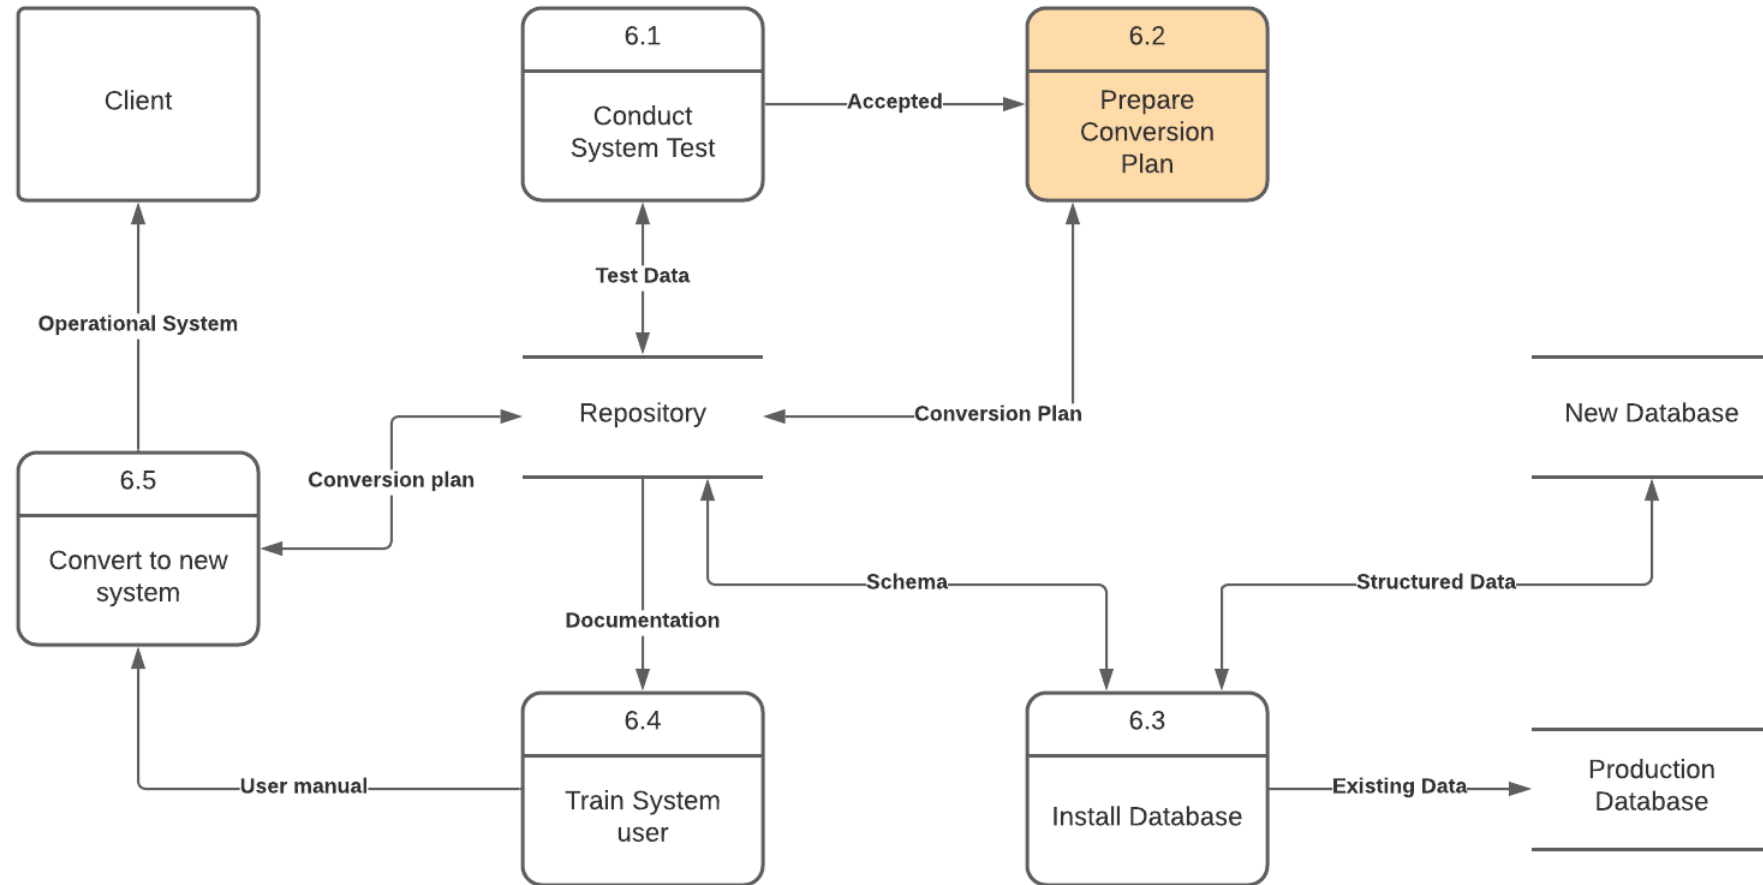 Client
6.1
Conduct
System Test
Accepted
6.2
Prepare
Conversion
Plan
Test Data
Operational System
Repository
Conversion Plan
New Database
6.5
Convert to new
system
Conversion plan
Schema
Structured Data
Documentation
6.4
Train System
user
User manual
6.3
Install Database
Existing Data
Production
Database